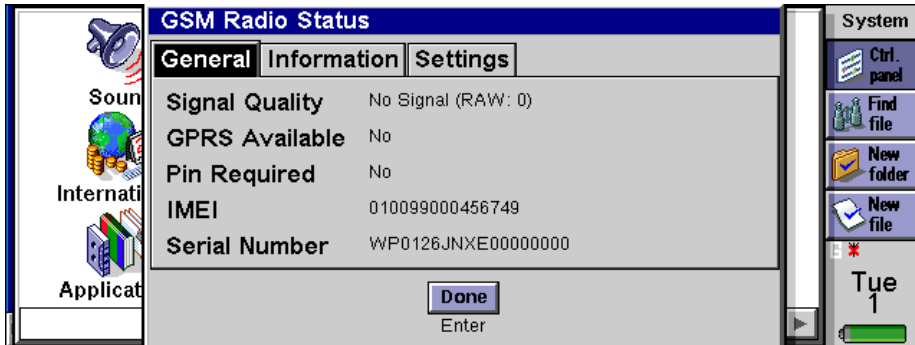 GSM Radio Status
General Information Settings
Signal Quality No Signal (RAW: 0)
GPRS Available No
Pin Required No
IMEI 010099000456749
Serial Number WP0126JNXE00000000
Done
Enter
Soun
Internati
Applicat
System
Ctrl.
panel
Find
file
New
folder
New
file
Tue
1